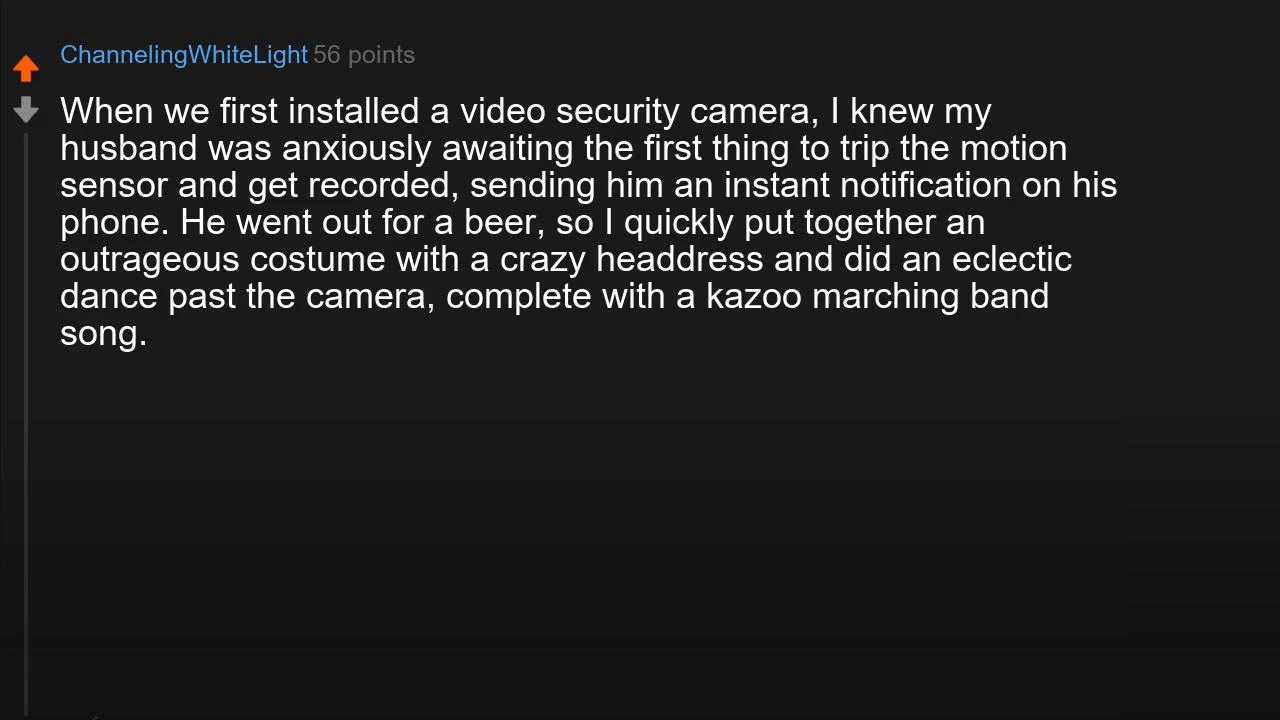 ChannelingWhiteLight 56 points
When we first installed a video security camera, I knew my
husband was anxiously awaiting the first thing to trip the motion
sensor and get recorded, sending him an instant notification on his
phone. He went out for a beer, so I quickly put together an
outrageous costume with a crazy headdress and did an eclectic
dance past the camera, complete with a kazoo marching band
song.